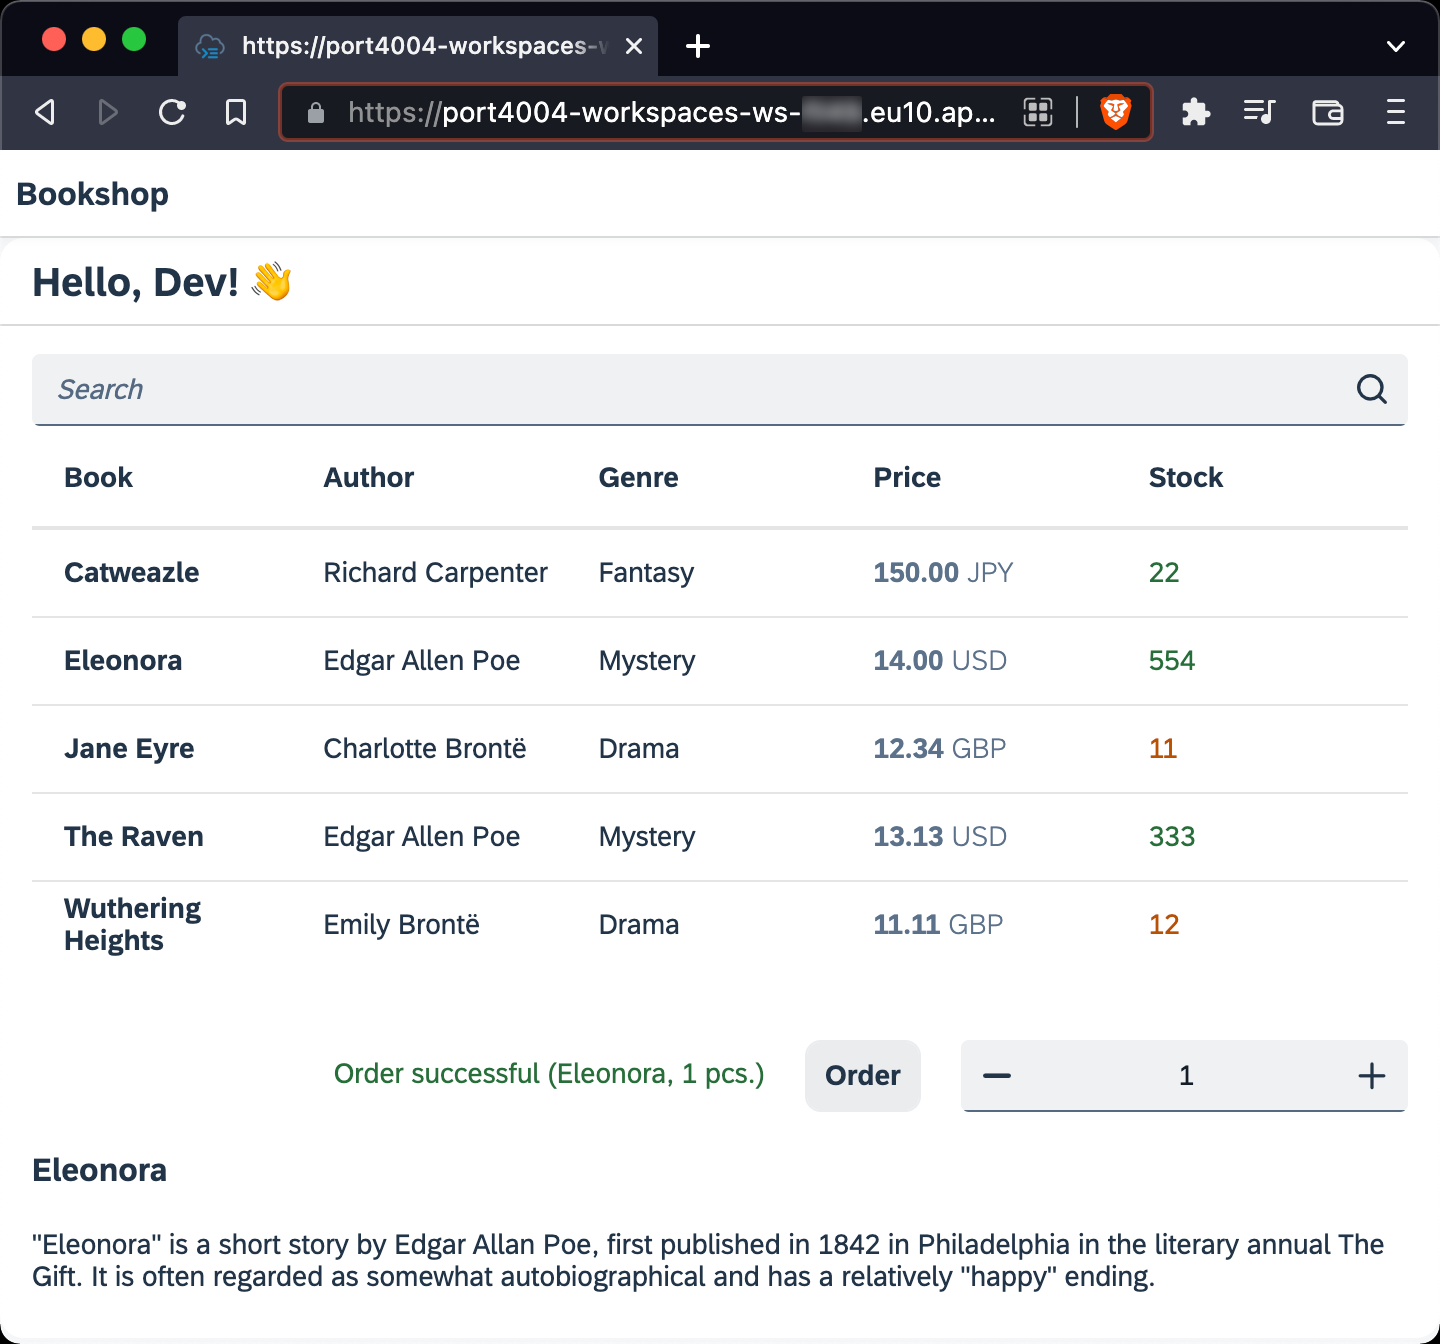 https://port4004-workspaces-
https://port4004-workspaces-ws- .eu10.ap...
Bookshop
Hello, Dev! 👋
Search
Book Author Genre Price Stock
Catweazle Richard Carpenter Fantasy 150.00 JPY 22
Eleonora Edgar Allen Poe Mystery 14.00 USD 554
Jane Eyre Charlotte Brontë Drama 12.34 GBP 11
The Raven Edgar Allen Poe Mystery 13.13 USD 333
Wuthering
Heights Emily Brontë Drama 11.11 GBP 12
Order successful (Eleonora, 1 pcs.) Order 1
Eleonora
"Eleonora" is a short story by Edgar Allan Poe, first published in 1842 in Philadelphia in the literary annual The
Gift. It is often regarded as somewhat autobiographical and has a relatively "happy" ending.